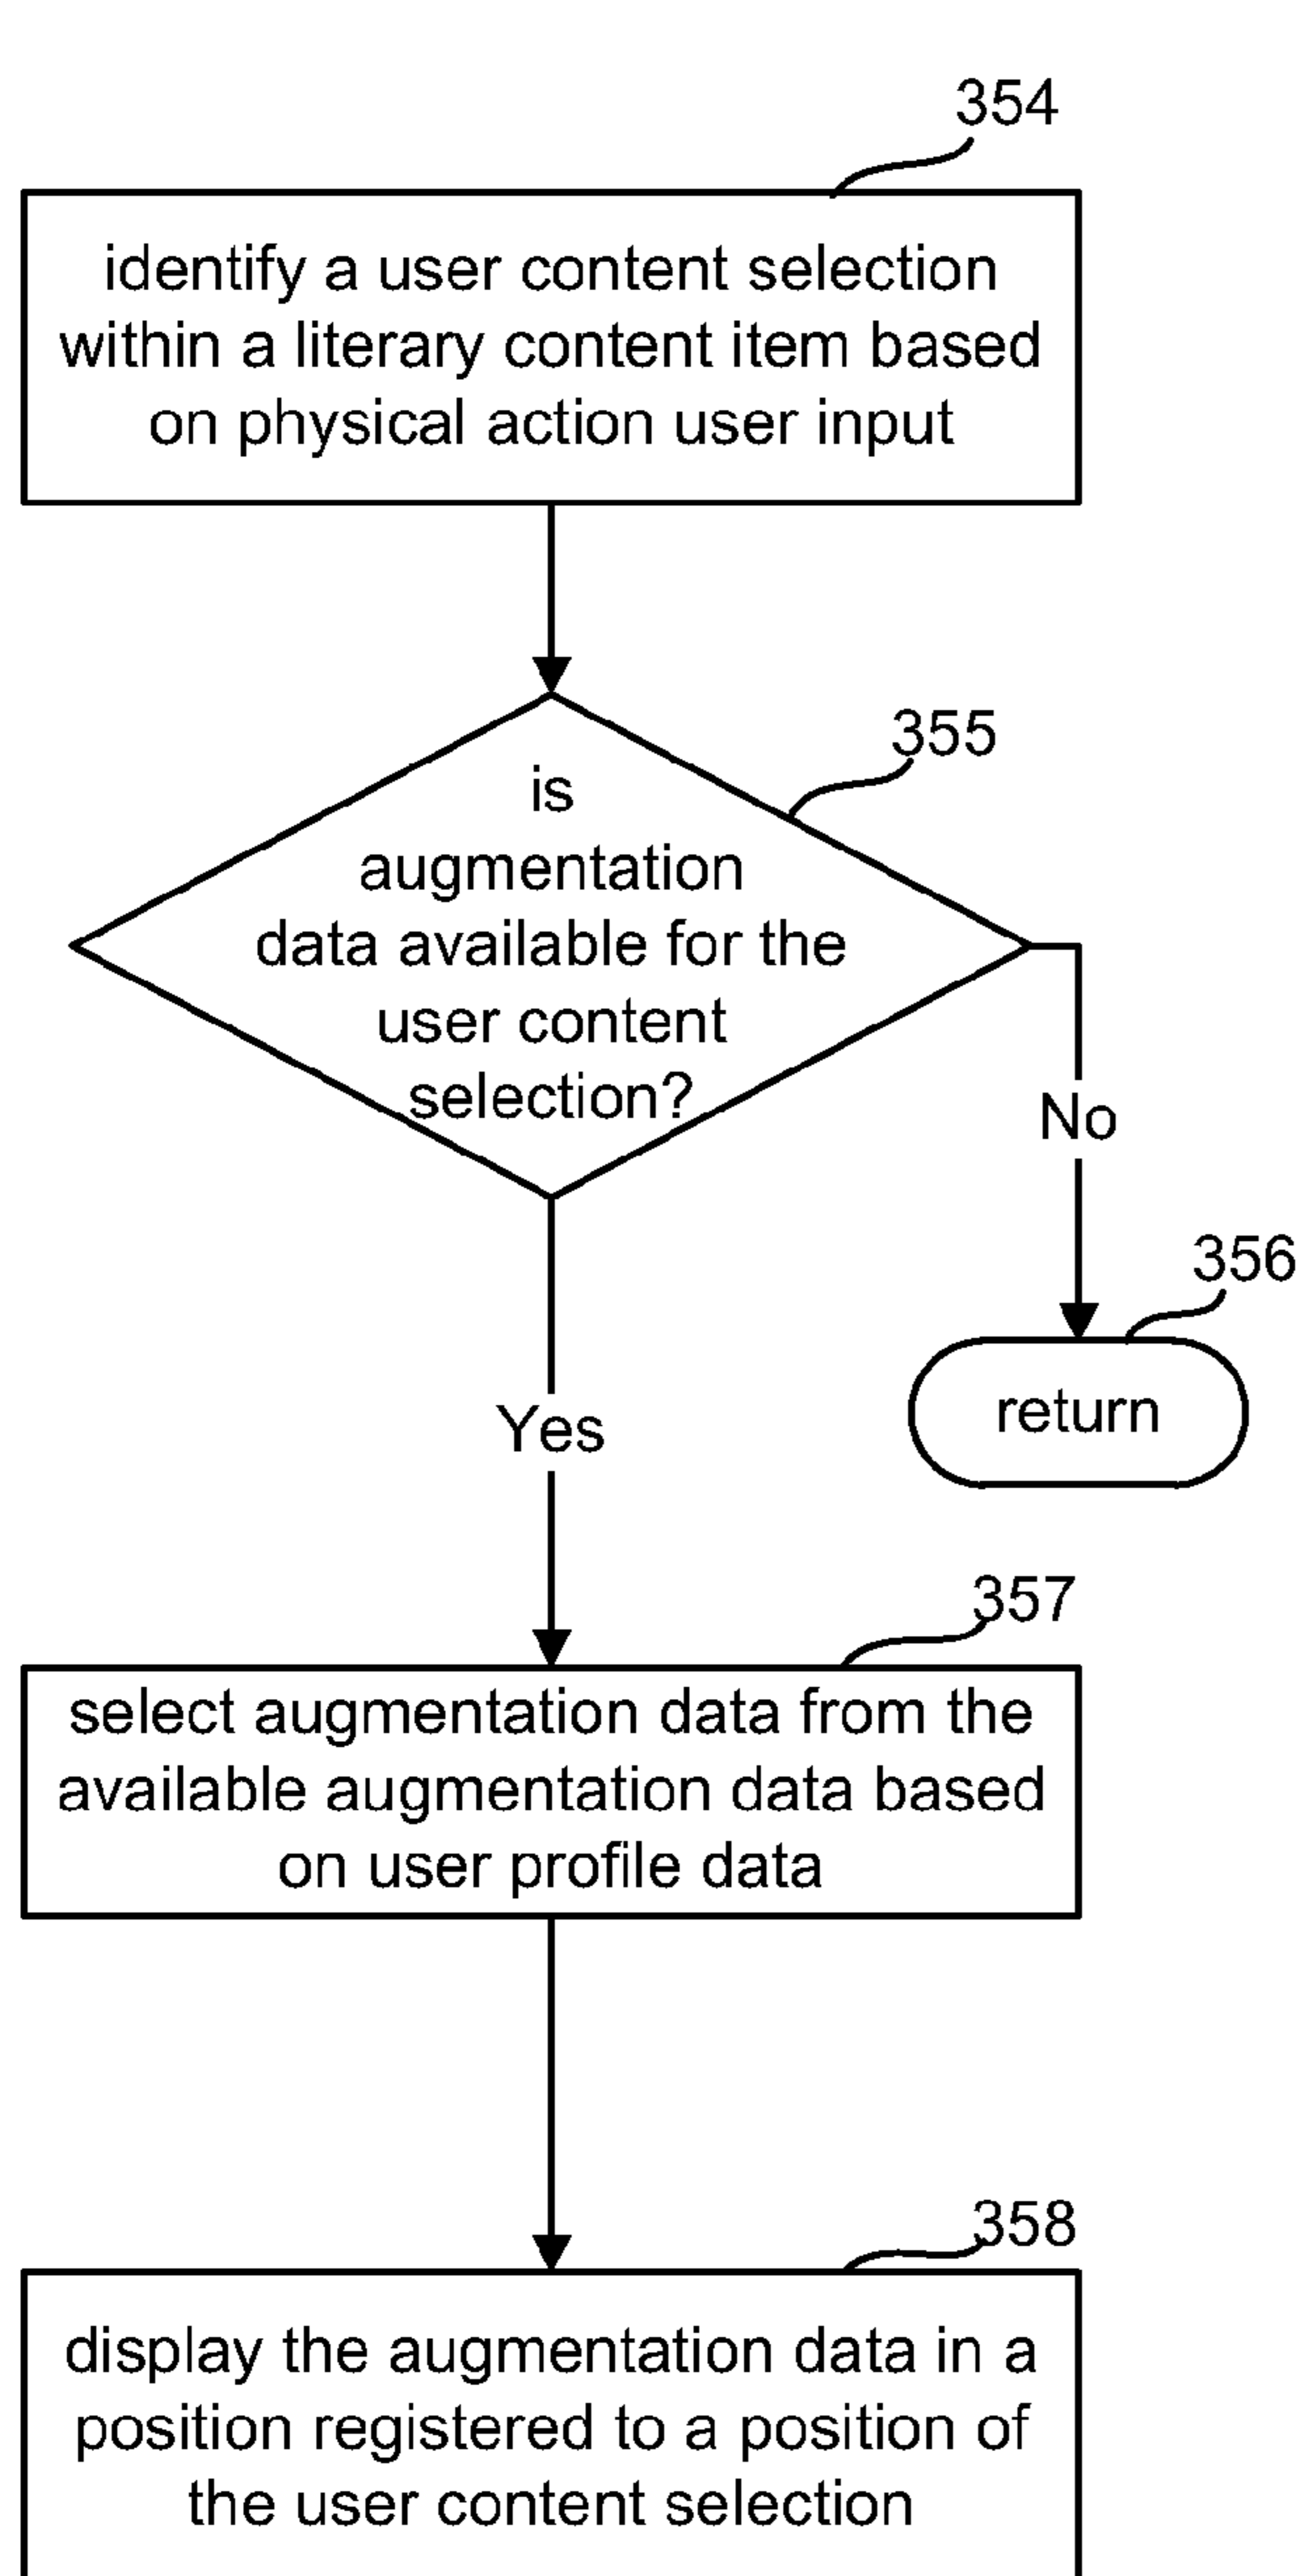 354
identify a user content selection
within a literary content item based
on physical action user input
355
is
augmentation
data available for the
user content
selection?
No
356
return
Yes
357
select augmentation data from the
available augmentation data based
on user profile data
358
display the augmentation data in a
position registered to a position of
the user content selection